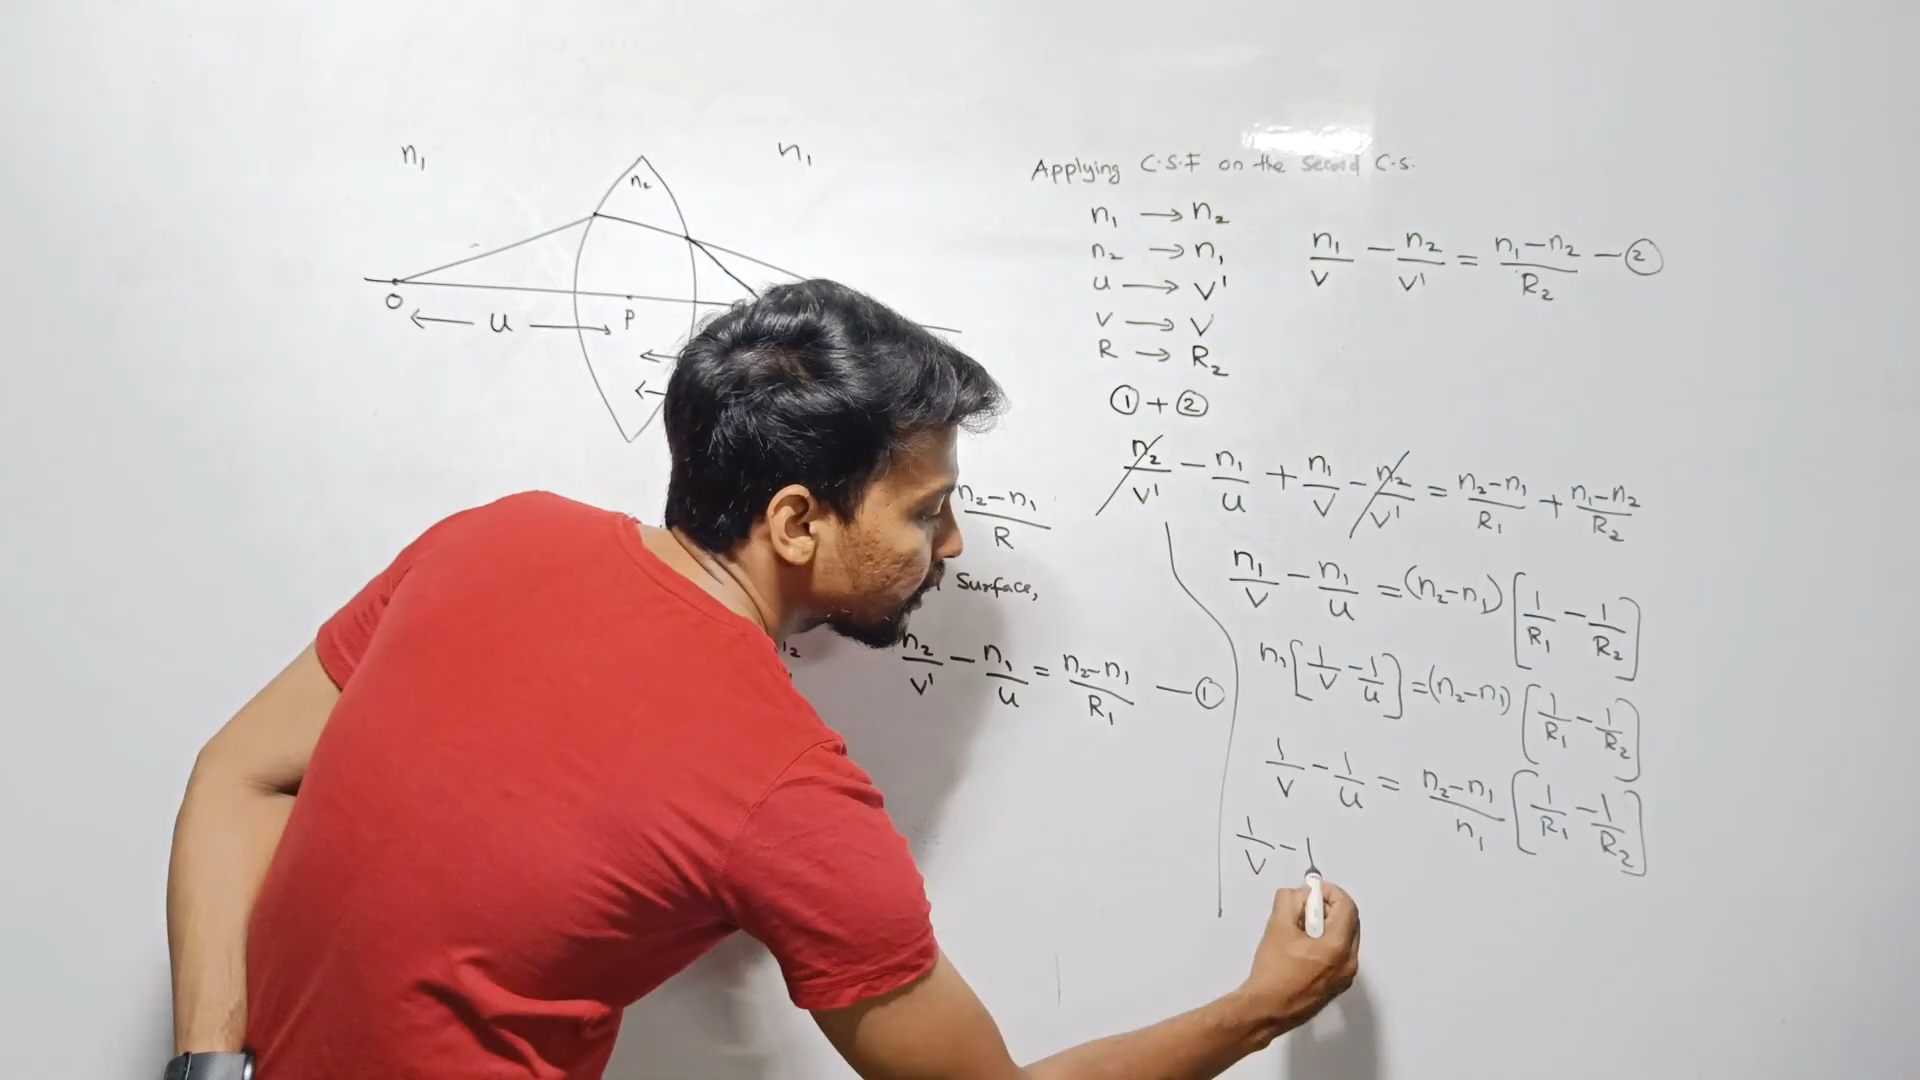 n₁ n₁
n₂
O
← u → P
n₂-n₁/R
Surface,
n₂/v' - n₁/u = n₂-n₁/R₁ — ①
Applying C.S.F on the Second C.S.
n₁ → n₂
n₂ → n₁
u → v'
v → v
R → R₂
n₁/v - n₂/v' = n₁-n₂/R₂ - ②
① + ②
n₂/v' - n₁/u + n₁/v - n₂/v' = n₂-n₁/R₁ + n₁-n₂/R₂
n₁/v - n₁/u = (n₂-n₁) [1/R₁ - 1/R₂]
n₁ [1/v - 1/u] = (n₂-n₁) [1/R₁ - 1/R₂]
1/v - 1/u = n₂-n₁/n₁ [1/R₁ - 1/R₂]
1/v - 1